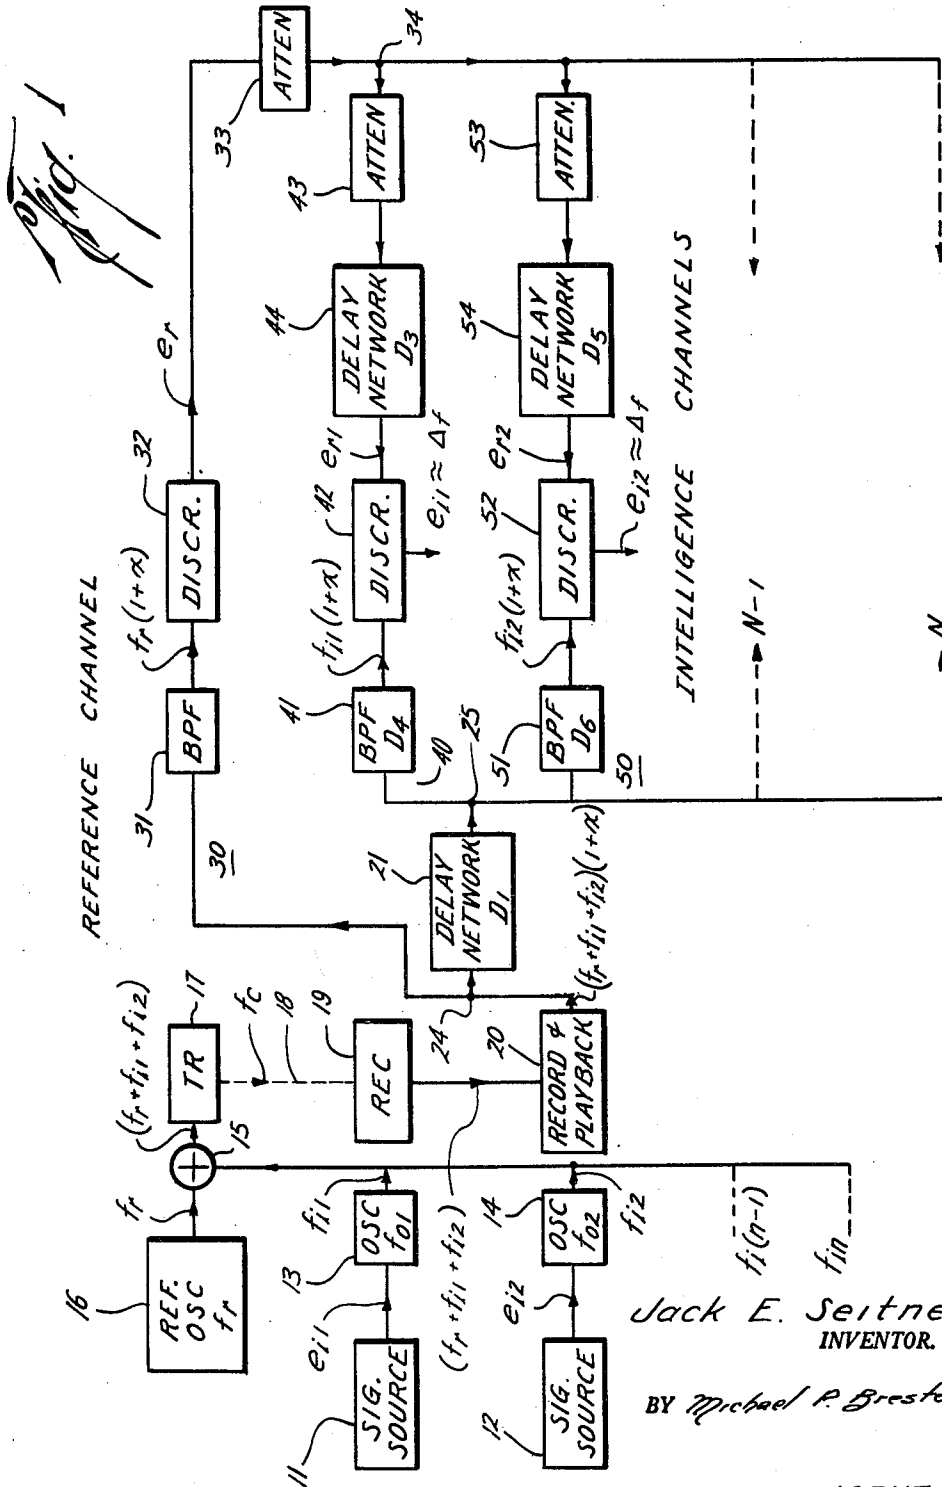 Fig. 1
REFERENCE CHANNEL
16
REF.
OSC
fr
fr
15
(fr + fi1 + fi2)
TR
17
fc
18
REC
19
(fr + fi1 + fi2)
11
SIG.
SOURCE
ei1
13
OSC
f01
fi1
12
SIG.
SOURCE
ei2
14
OSC
f02
fi2
fi(n-1)
fin
20
RECORD &
PLAYBACK
(fr + fi1 + fi2)(1+x)
24
21
DELAY
NETWORK
D1
25
30
31
BPF
fr(1+x)
32
DISCR.
er
33
ATTEN
34
40
41
BPF
D4
fi1(1+x)
42
DISCR.
ei1 ≈ Δf
er1
44
DELAY
NETWORK
D3
43
ATTEN
50
51
BPF
D6
fi2(1+x)
52
DISCR.
ei2 ≈ Δf
er2
54
DELAY
NETWORK
D5
53
ATTEN.
INTELLIGENCE CHANNELS
N-1
N
Jack E. Seitne
INVENTOR.
BY Michael P. Breste